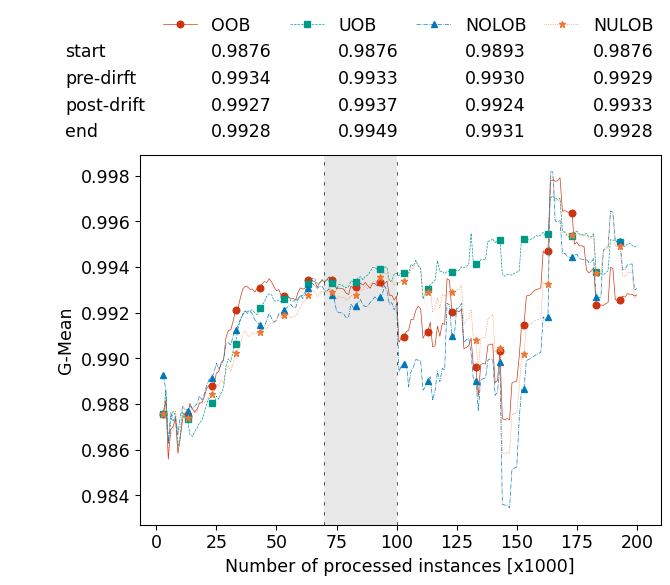 OOB UOB NOLOB NULOB
start 0.9876 0.9876 0.9893 0.9876
pre-dirft 0.9934 0.9933 0.9930 0.9929
post-drift 0.9927 0.9937 0.9924 0.9933
end 0.9928 0.9949 0.9931 0.9928
0.998
0.996
0.994
0.992
0.990
0.988
0.986
0.984
G-Mean
0 25 50 75 100 125 150 175 200
Number of processed instances [x1000]